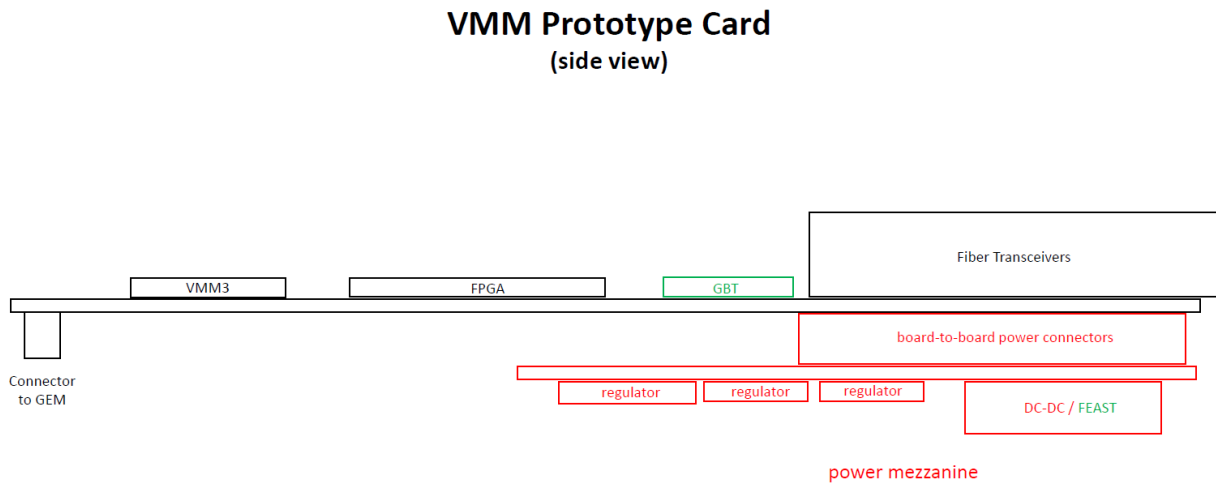 VMM Prototype Card
(side view)
Fiber Transceivers
VMM3
FPGA
GBT
board-to-board power connectors
Connector
to GEM
regulator
regulator
regulator
DC-DC / FEAST
power mezzanine